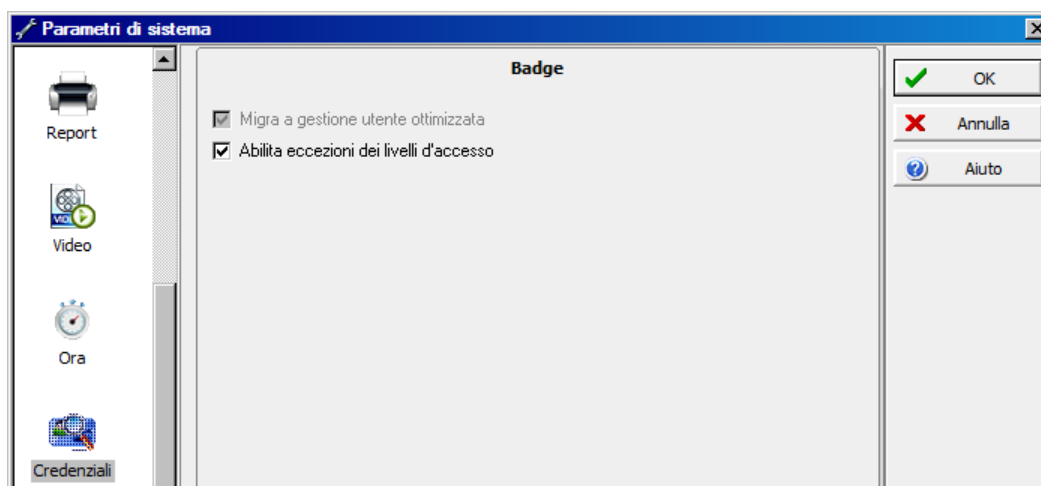 Parametri di sistema
Report
Video
Ora
Credenziali
Badge
Migra a gestione utente ottimizzata
Abilita eccezioni dei livelli d'accesso
OK
Annulla
Aiuto